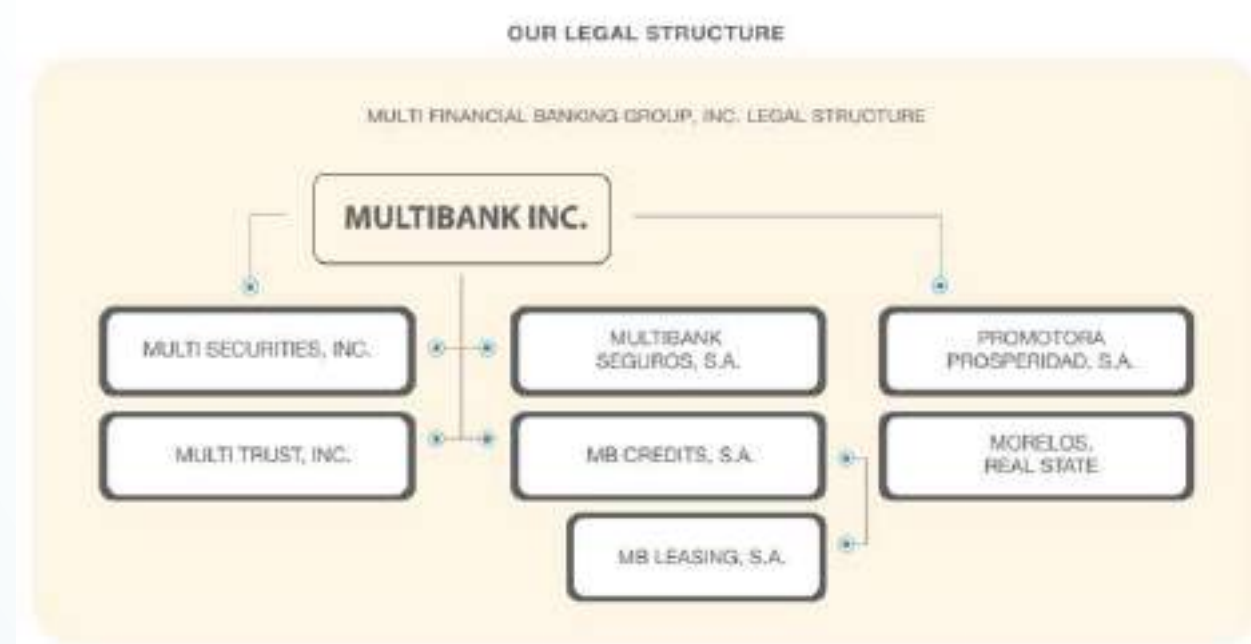 OUR LEGAL STRUCTURE
MULTI FINANCIAL BANKING GROUP, INC. LEGAL STRUCTURE
MULTIBANK INC.
MULTI SECURITIES, INC.
MULTIBANK
SEGUROS, S.A.
PROMOTORA
PROSPERIDAD, S.A.
MULTI TRUST, INC.
MB CREDITS, S.A.
MORELOS,
REAL STATE
MB LEASING, S.A.